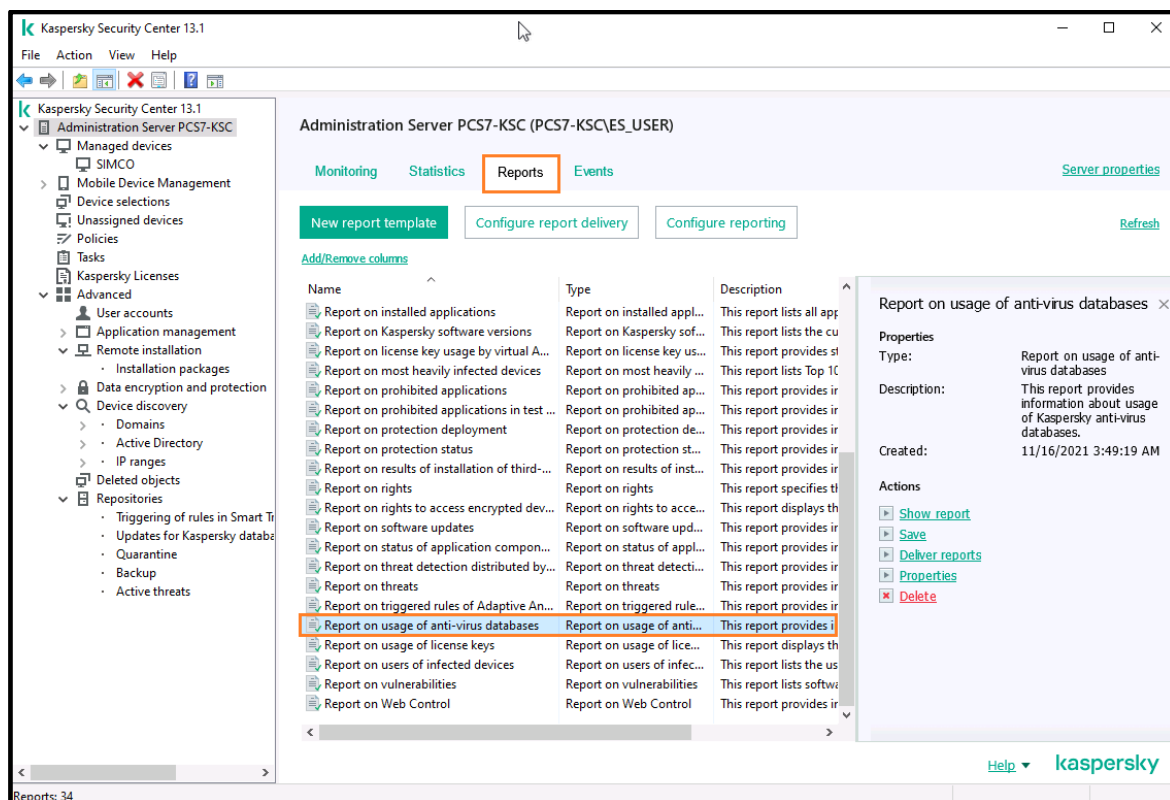 Kaspersky Security Center 13.1
File Action View Help
Kaspersky Security Center 13.1
Administration Server PCS7-KSC
Managed devices
SIMCO
Mobile Device Management
Device selections
Unassigned devices
Policies
Tasks
Kaspersky Licenses
Advanced
User accounts
Application management
Remote installation
Installation packages
Data encryption and protection
Device discovery
Domains
Active Directory
IP ranges
Deleted objects
Repositories
Triggering of rules in Smart Tr
Updates for Kaspersky databa
Quarantine
Backup
Active threats
Administration Server PCS7-KSC (PCS7-KSC\ES_USER)
Monitoring Statistics Reports Events Server properties
New report template Configure report delivery Configure reporting Refresh
Add/Remove columns
Name Type Description
Report on installed applications Report on installed appl... This report lists all app
Report on Kaspersky software versions Report on Kaspersky sof... This report lists the cu
Report on license key usage by virtual A... Report on license key us... This report provides st
Report on most heavily infected devices Report on most heavily ... This report lists Top 10
Report on prohibited applications Report on prohibited ap... This report provides ir
Report on prohibited applications in test ... Report on prohibited ap... This report provides ir
Report on protection deployment Report on protection de... This report provides ir
Report on protection status Report on protection st... This report provides ir
Report on results of installation of third-... Report on results of inst... This report provides ir
Report on rights Report on rights This report specifies th
Report on rights to access encrypted dev... Report on rights to acce... This report displays th
Report on software updates Report on software upd... This report provides ir
Report on status of application compon... Report on status of appl... This report provides ir
Report on threat detection distributed by... Report on threat detecti... This report provides ir
Report on threats Report on threats This report provides ir
Report on triggered rules of Adaptive An... Report on triggered rule... This report provides ir
Report on usage of anti-virus databases Report on usage of anti... This report provides i
Report on usage of license keys Report on usage of lice... This report displays th
Report on users of infected devices Report on users of infec... This report lists the us
Report on vulnerabilities Report on vulnerabilities This report lists softwa
Report on Web Control Report on Web Control This report provides ir
Report on usage of anti-virus databases
Properties
Type: Report on usage of anti-
virus databases
Description: This report provides
information about usage
of Kaspersky anti-virus
databases.
Created: 11/16/2021 3:49:19 AM
Actions
Show report
Save
Deliver reports
Properties
Delete
Help kaspersky
Reports: 34